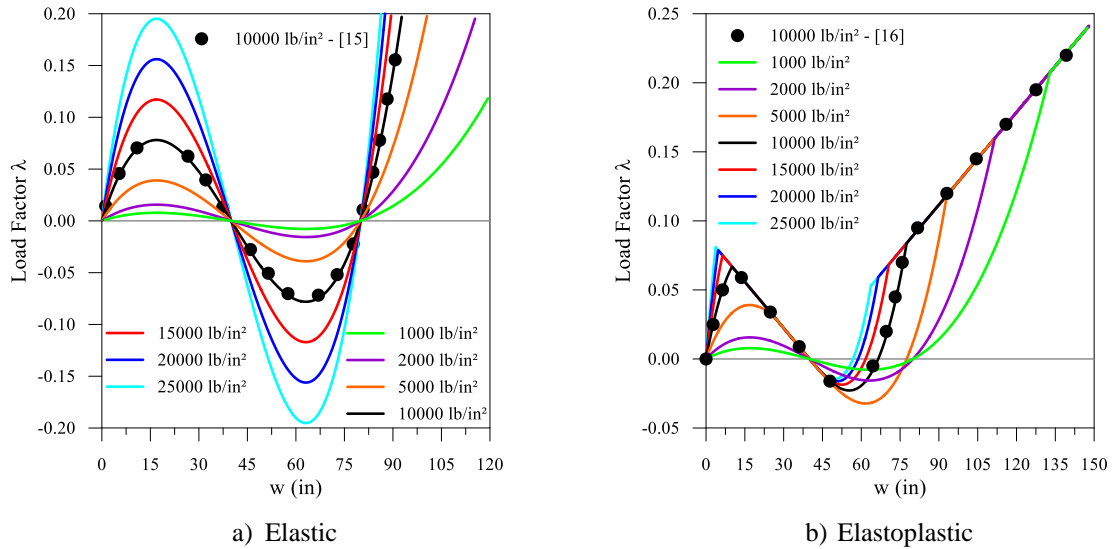 0.20
0.15
0.10
0.05
0.00
-0.05
-0.10
-0.15
-0.20
Load Factor λ
10000 lb/in² - [15]
15000 lb/in²
20000 lb/in²
25000 lb/in²
1000 lb/in²
2000 lb/in²
5000 lb/in²
10000 lb/in²
0 15 30 45 60 75 90 105 120
w (in)
a) Elastic
0.25
0.20
0.15
0.10
0.05
0.00
-0.05
Load Factor λ
10000 lb/in² - [16]
1000 lb/in²
2000 lb/in²
5000 lb/in²
10000 lb/in²
15000 lb/in²
20000 lb/in²
25000 lb/in²
0 15 30 45 60 75 90 105 120 135 150
w (in)
b) Elastoplastic